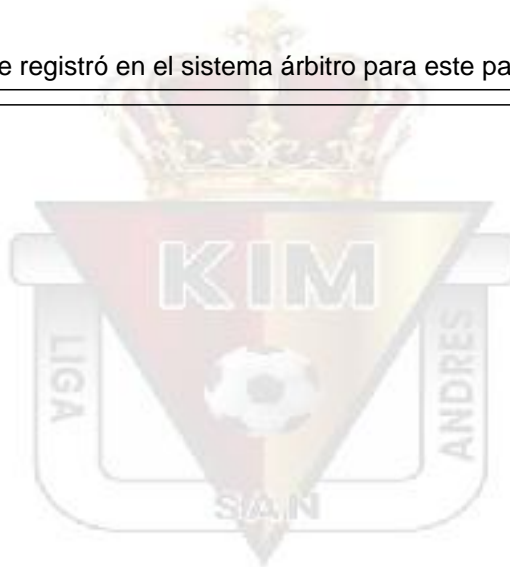 e registró en el sistema árbitro para este pa
KIM
LIGA
ANDRES
SAN